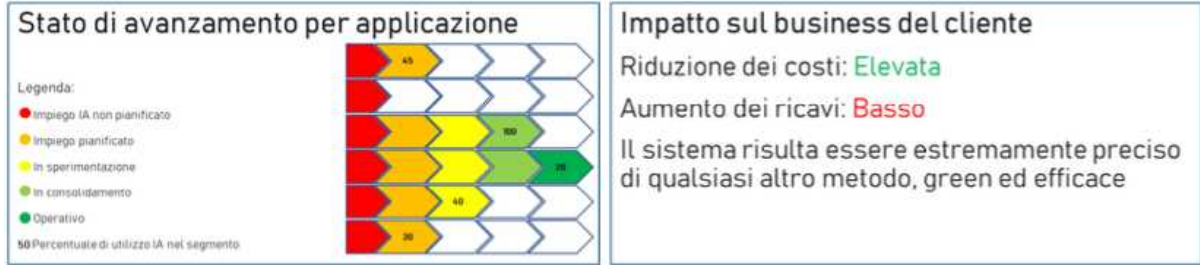 Stato di avanzamento per applicazione
45
Legenda:
Impiego IA non pianificato
Impiego pianificato
100
In sperimentazione
20
In consolidamento
40
Operativo
30
50 Percentuale di utilizzo IA nel segmento
Impatto sul business del cliente
Riduzione dei costi: Elevata
Aumento dei ricavi: Basso
Il sistema risulta essere estremamente preciso
di qualsiasi altro metodo, green ed efficace